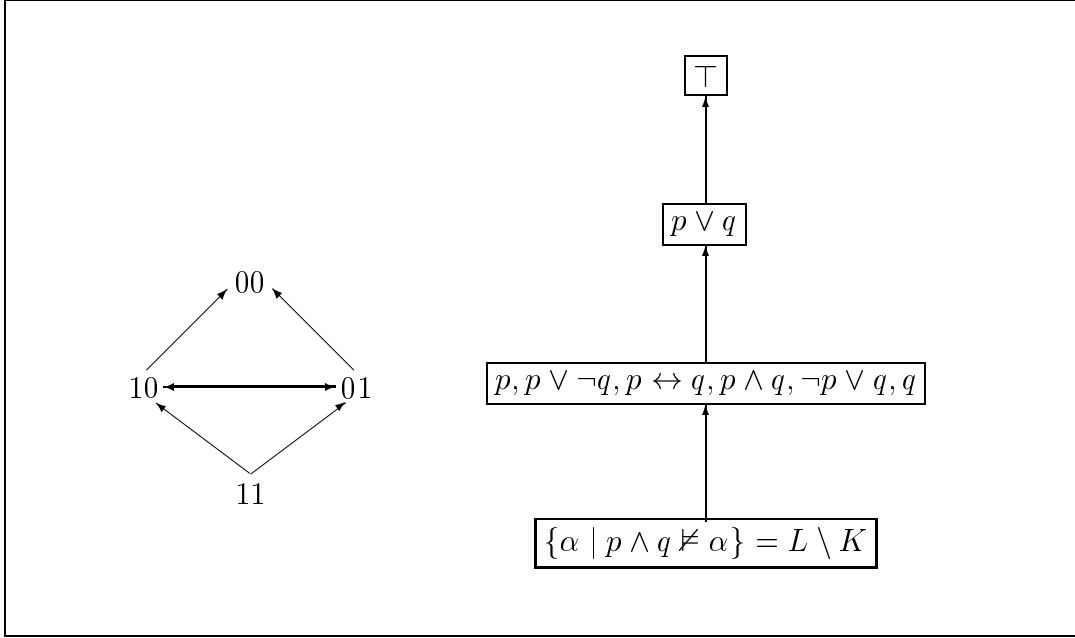 ⊤
p ∨ q
00
10
01
p, p ∨ ¬q, p ↔ q, p ∧ q, ¬p ∨ q, q
11
{α | p ∧ q ⊭ α} = L \ K